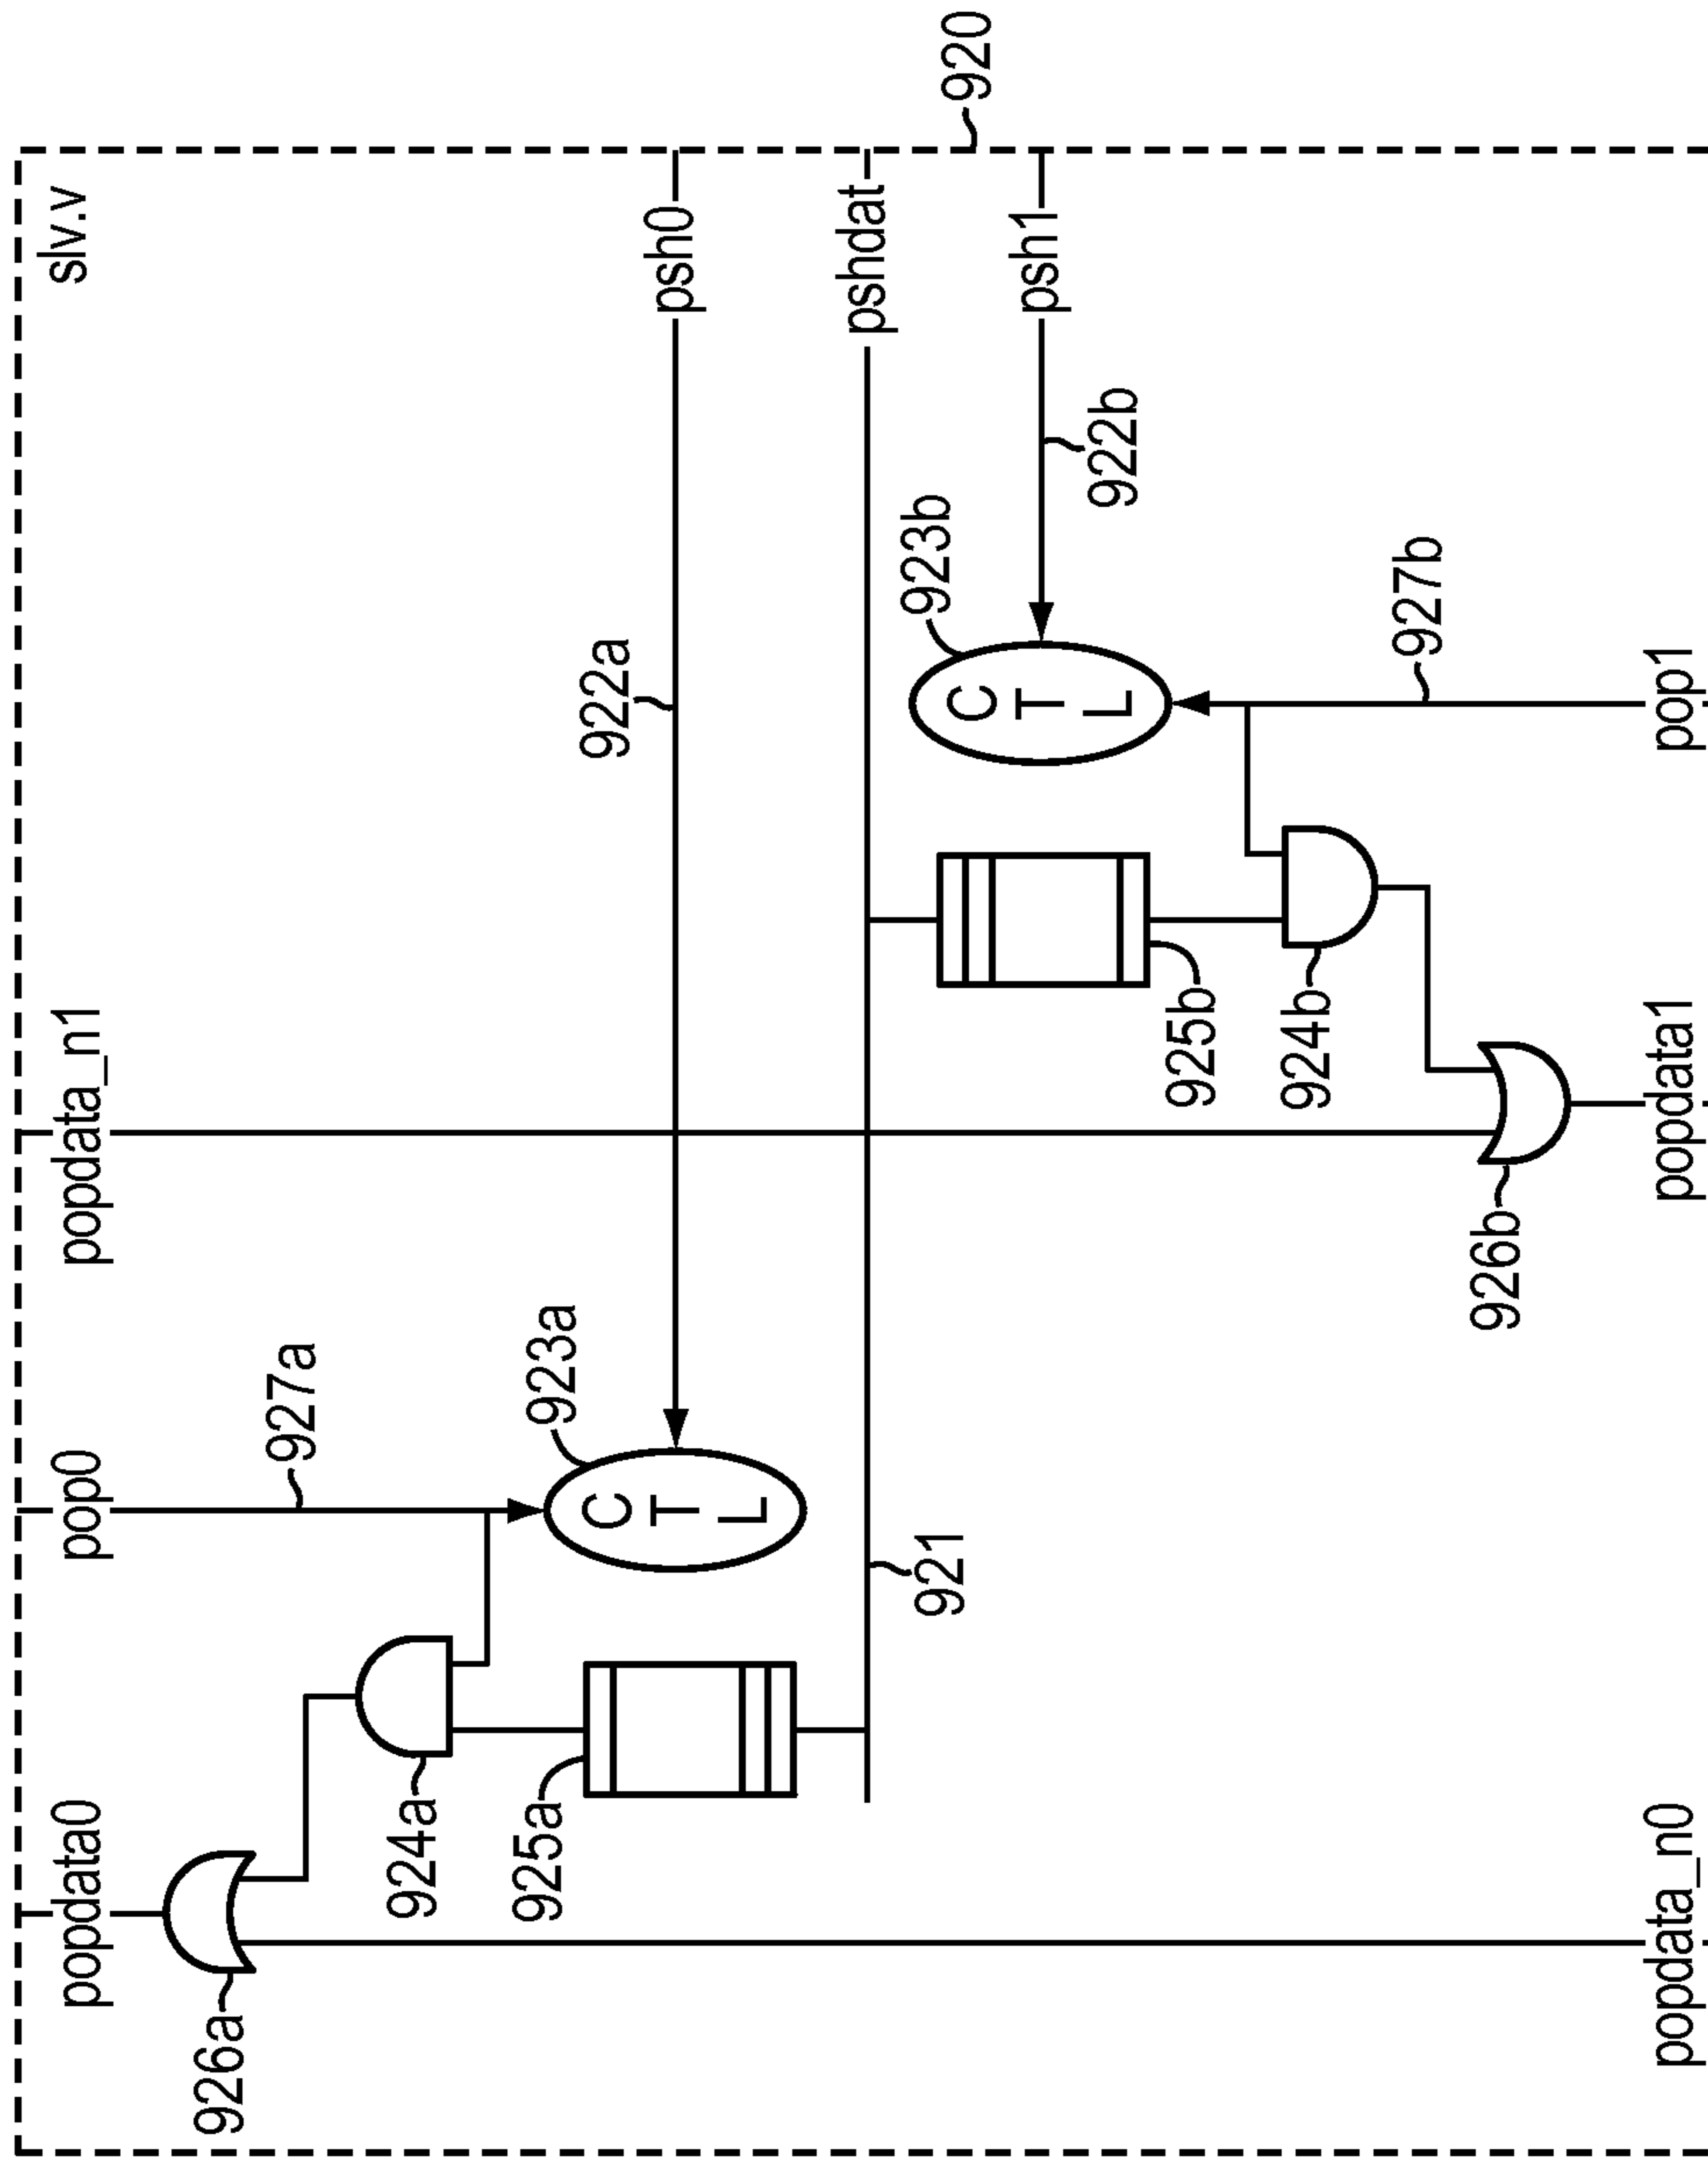 popdata0
pop0
popdata_n1
slv.v
926a
927a
924a
925a
923a
922a
C
T
L
psh0
pshdat
921
923b
920
C
T
L
psh1
922b
925b
924b
927b
926b
popdata_n0
popdata1
pop1